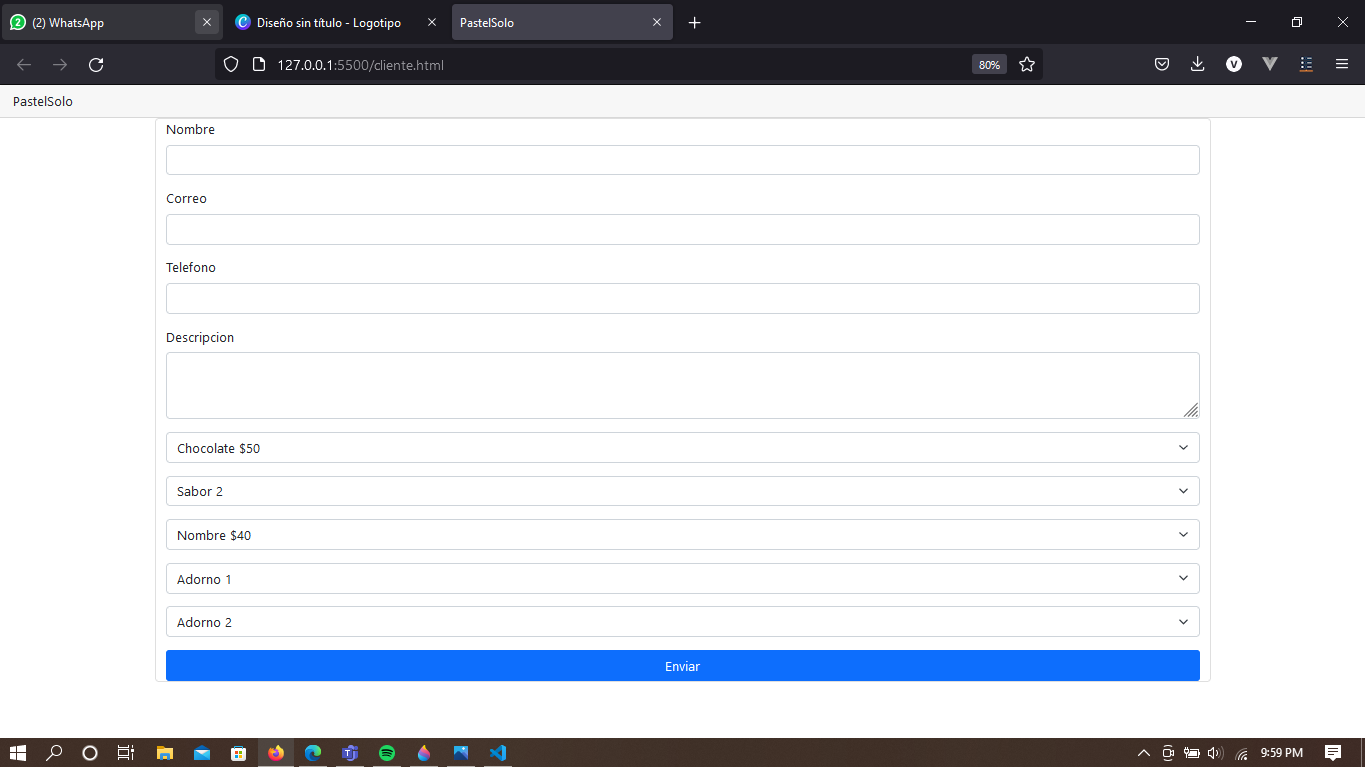 (2) WhatsApp
Diseño sin título - Logotipo
PastelSolo
127.0.0.1:5500/cliente.html
80%
PastelSolo
Nombre
Correo
Telefono
Descripcion
Chocolate $50
Sabor 2
Nombre $40
Adorno 1
Adorno 2
Enviar
9:59 PM